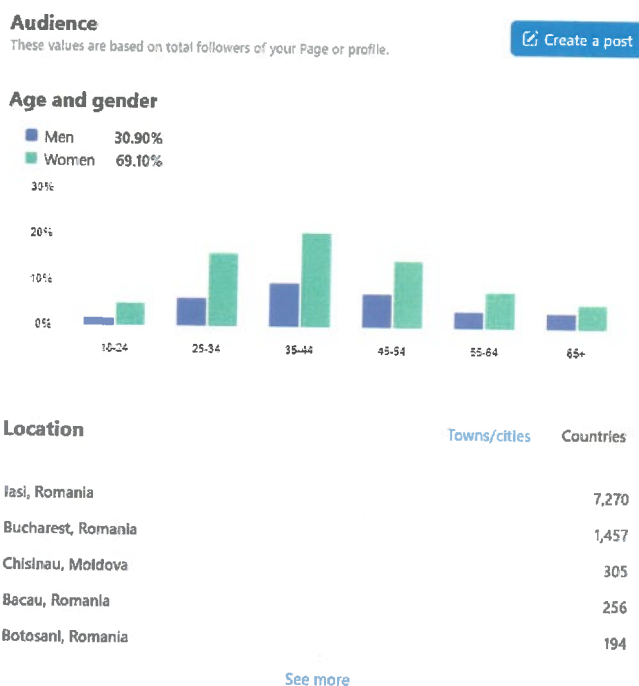 Audience
These values are based on total followers of your Page or profile.
Create a post
Age and gender
Men 30.90%
Women 69.10%
30%
20%
10%
0%
18-24 25-34 35-44 45-54 55-64 65+
Location
Towns/cities Countries
Iasi, Romania 7,270
Bucharest, Romania 1,457
Chisinau, Moldova 305
Bacau, Romania 256
Botosani, Romania 194
See more